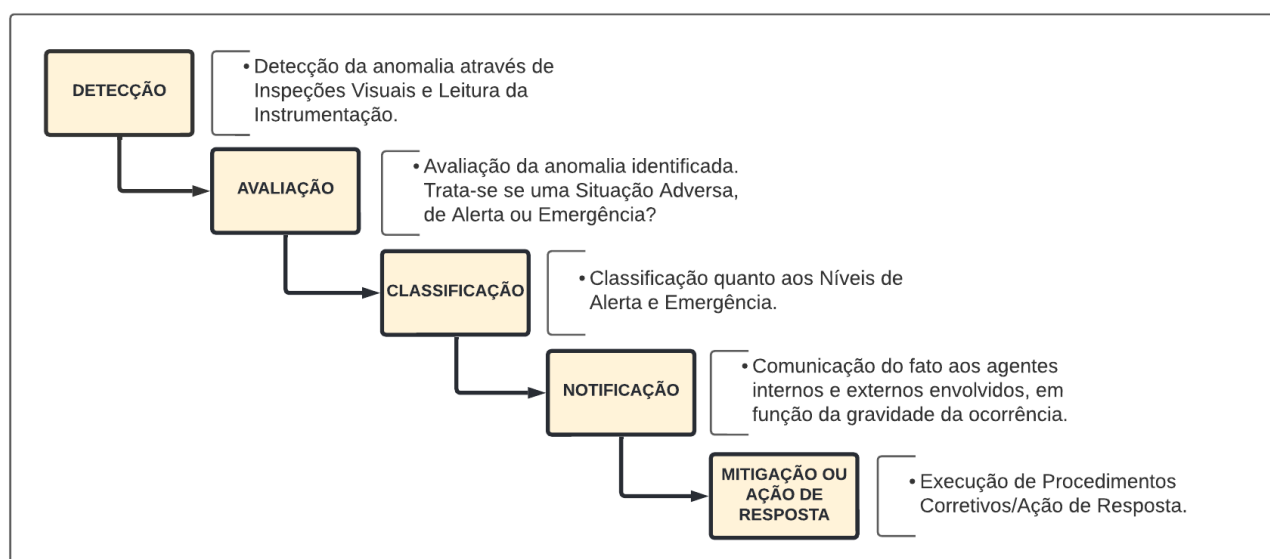 DETECÇÃO
• Detecção da anomalia através de
Inspeções Visuais e Leitura da
Instrumentação.
AVALIAÇÃO
• Avaliação da anomalia identificada.
Trata-se se uma Situação Adversa,
de Alerta ou Emergência?
CLASSIFICAÇÃO
• Classificação quanto aos Níveis de
Alerta e Emergência.
NOTIFICAÇÃO
• Comunicação do fato aos agentes
internos e externos envolvidos, em
função da gravidade da ocorrência.
MITIGAÇÃO OU
AÇÃO DE
RESPOSTA
• Execução de Procedimentos
Corretivos/Ação de Resposta.